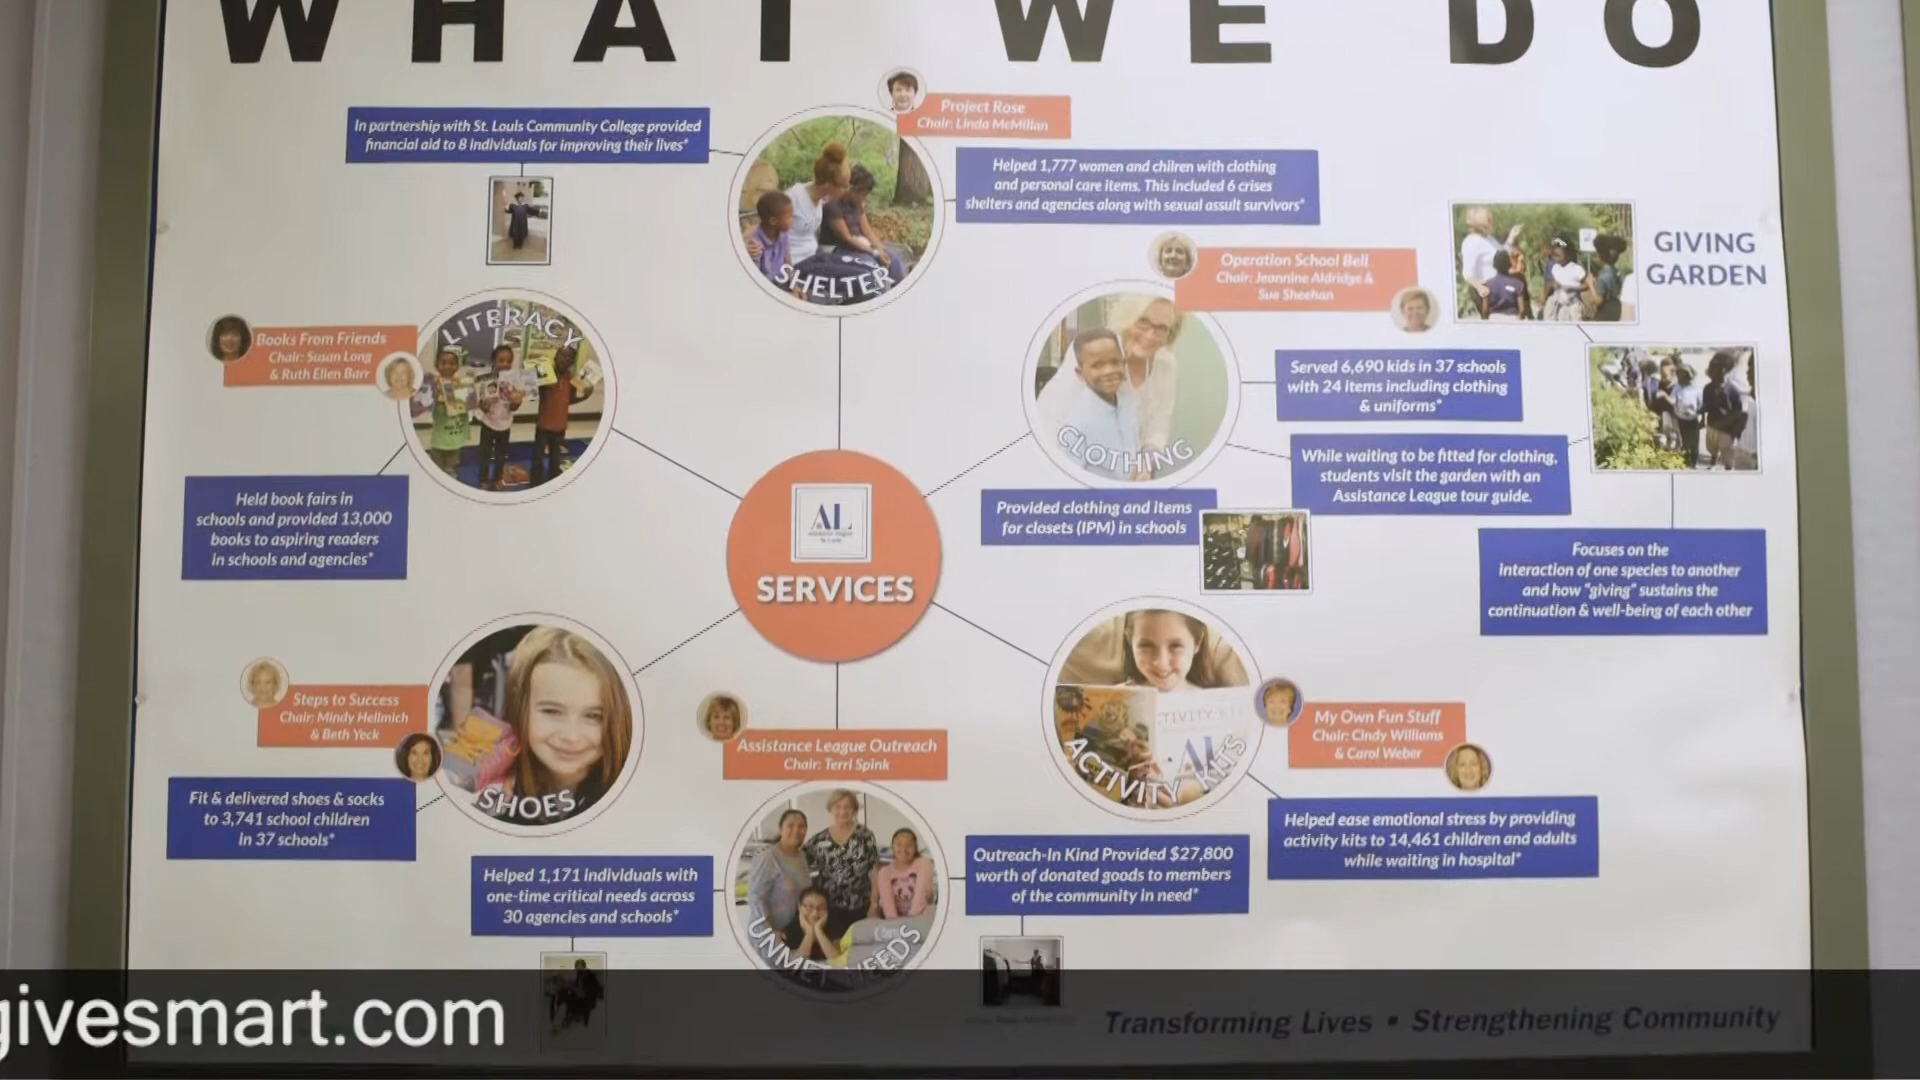 WHAT WE DO
Project Rose
Chair: Linda McMillan
In partnership with St. Louis Community College provided
financial aid to 8 individuals for improving their lives*
Helped 1,777 women and chilren with clothing
and personal care items. This included 6 crises
shelters and agencies along with sexual assult survivors*
SHELTER
Operation School Bell
Chair: Jeannine Aldridge &
Sue Sheehan
GIVING
GARDEN
Books From Friends
Chair: Susan Long
& Ruth Ellen Barr
LITERACY
CLOTHING
Served 6,690 kids in 37 schools
with 24 items including clothing
& uniforms*
While waiting to be fitted for clothing,
students visit the garden with an
Assistance League tour guide.
Provided clothing and items
for closets (IPM) in schools
Held book fairs in
schools and provided 13,000
books to aspiring readers
in schools and agencies*
AL
SERVICES
Focuses on the
interaction of one species to another
and how "giving" sustains the
continuation & well-being of each other
Steps to Success
Chair: Mindy Hellmich
& Beth Yeck
SHOES
Fit & delivered shoes & socks
to 3,741 school children
in 37 schools*
Assistance League Outreach
Chair: Terri Spink
ACTIVITY KITS
My Own Fun Stuff
Chair: Cindy Williams
& Carol Weber
Helped ease emotional stress by providing
activity kits to 14,461 children and adults
while waiting in hospital*
Helped 1,171 individuals with
one-time critical needs across
30 agencies and schools*
UNMET NEEDS
Outreach-In Kind Provided $27,800
worth of donated goods to members
of the community in need*
givesmart.com
Transforming Lives • Strengthening Community